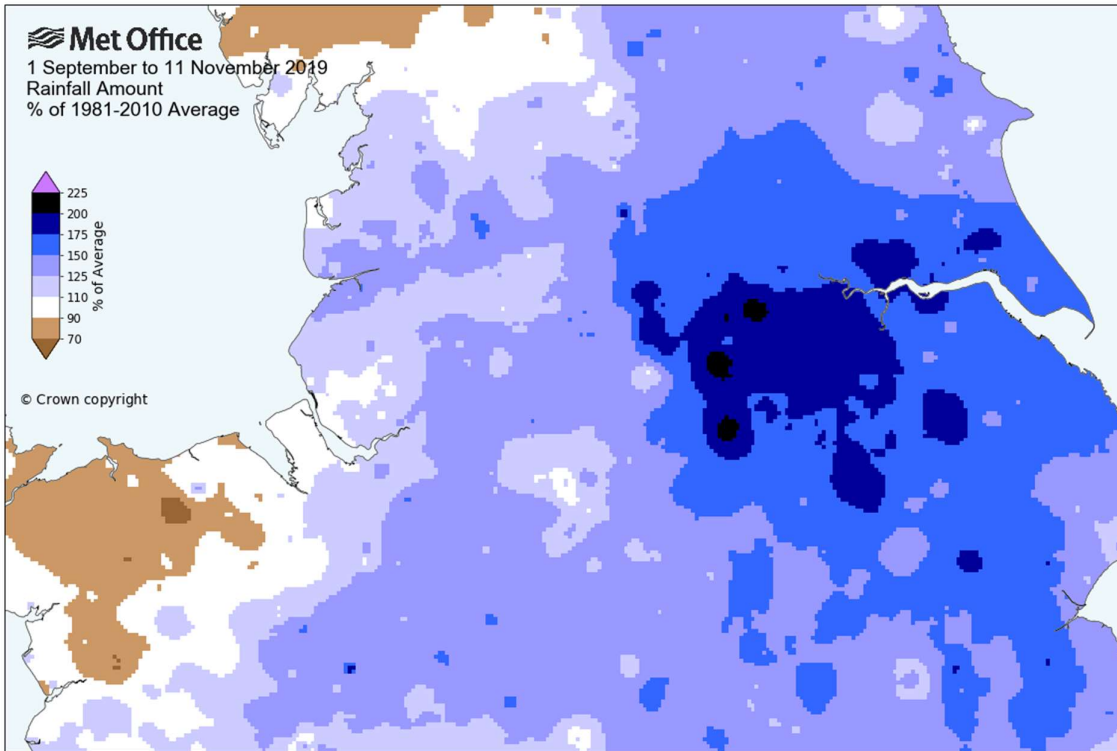 Met Office
1 September to 11 November 2019
Rainfall Amount
% of 1981-2010 Average
225
200
175
150
125
110
90
70
% of Average
© Crown copyright